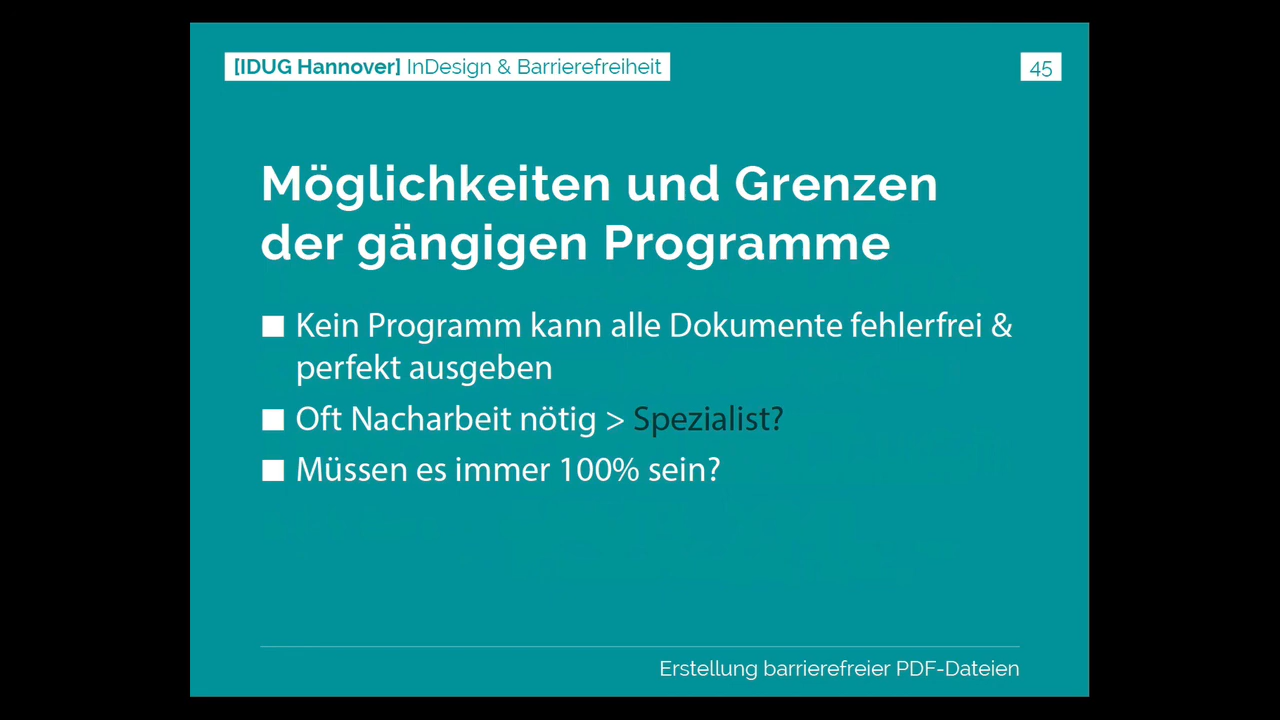 [IDUG Hannover] InDesign & Barrierefreiheit
45
Möglichkeiten und Grenzen
der gängigen Programme
Kein Programm kann alle Dokumente fehlerfrei &
perfekt ausgeben
Oft Nacharbeit nötig > Spezialist?
Müssen es immer 100% sein?
Erstellung barrierefreier PDF-Dateien